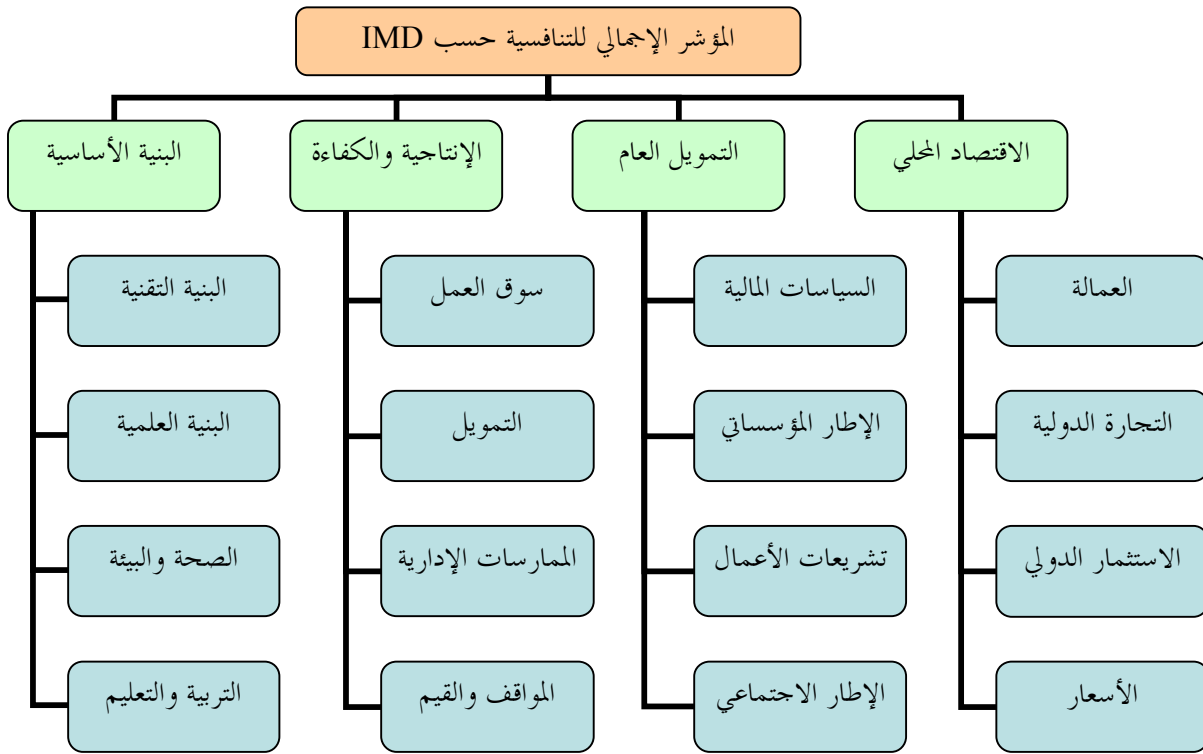 المؤشر الإجمالي للتنافسية حسب IMD
الاقتصاد المحلي
التمويل العام
الإنتاجية والكفاءة
البنية الأساسية
العمالة
السياسات المالية
سوق العمل
البنية التقنية
التجارة الدولية
الإطار المؤسساتي
التمويل
البنية العلمية
الاستثمار الدولي
تشريعات الأعمال
الممارسات الإدارية
الصحة والبيئة
الأسعار
الإطار الاجتماعي
المواقف والقيم
التربية والتعليم